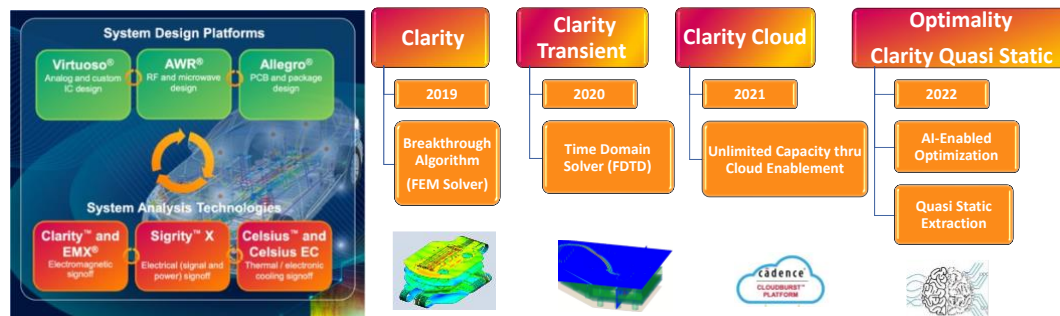 System Design Platforms
Virtuoso®
Analog and custom
IC design
AWR®
RF and microwave
design
Allegro®
PCB and package
design
System Analysis Technologies
Clarity™ and
EMX®
Electromagnetic
signoff
Sigrity™ X
Electrical (signal and
power) signoff
Celsius™ and
Celsius EC
Thermal / electronic
cooling signoff
Clarity
2019
Breakthrough
Algorithm
(FEM Solver)
Clarity
Transient
2020
Time Domain
Solver (FDTD)
Clarity Cloud
2021
Unlimited Capacity thru
Cloud Enablement
cādence®
CLOUDBURST™
PLATFORM
Optimality
Clarity Quasi Static
2022
AI-Enabled
Optimization
Quasi Static
Extraction